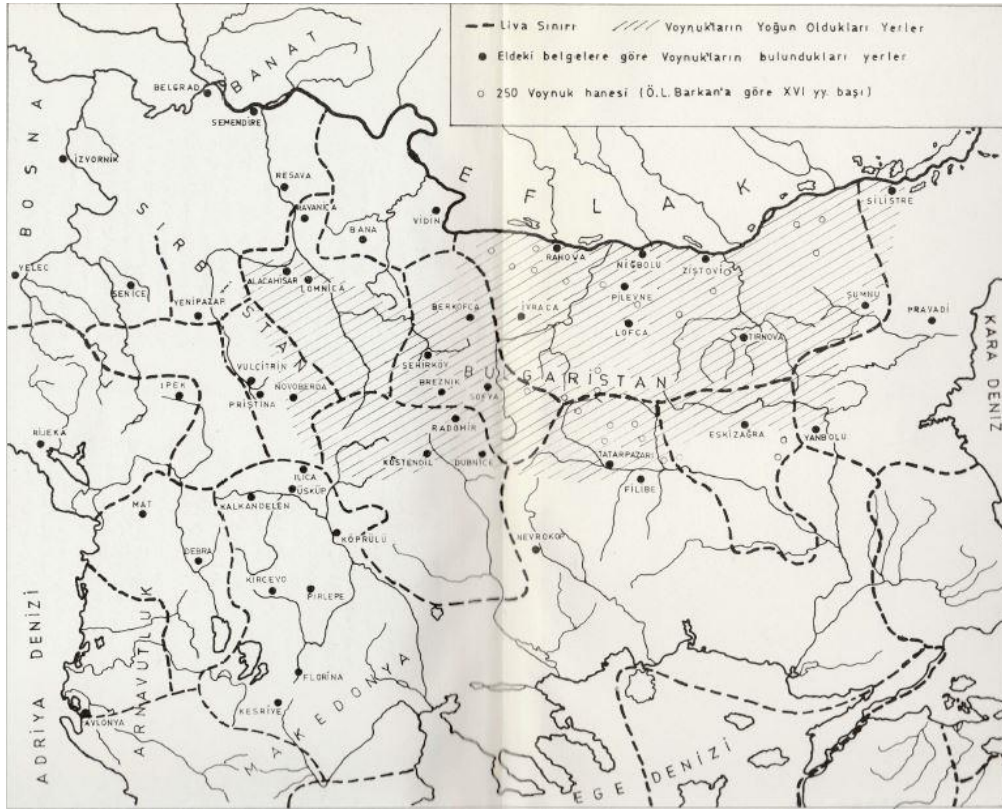 Liva Sınırı
Voynuk'ların Yoğun Oldukları Yerler
Eldeki belgelere göre Voynuk'ların bulundukları yerler
250 Voynuk hanesi (Ö.L.Barkan'a göre XVI yy. başı)
BANAT
BELGRAD
SEMENDİRE
BOSNA
İZVORNİK
RESAVA
EFLAK
SİLİSTRE
RAVANİCA
VİDİN
BANA
SIRBİSTAN
RAHOVA
NİĞBOLU
ZİŞTOVİ
YELEC
SENİCE
ALACAHİSAR
LOMNİCA
PİLEVNE
YENİPAZAR
BERKOFCA
İVRACA
LOFCA
ŞUMNU
PRAVADİ
TIRNOVA
KARA DENİZ
ŞEHİRKÖY
BULGARİSTAN
VULÇİTRİN
İPEK
NOVOBERDA
PRİŞTİNA
BREZNİK
SOFYA
RADOMİR
ESKİZAĞRA
YANBOLU
RİJEKA
KÖSTENDİL
DUBNİCE
TATARPAZARI
ILICA
ÜSKÜP
FİLİBE
KALKANDELEN
MAT
KÖPRÜLÜ
NEVROKOP
DEBRA
KIRÇEVO
PİRLEPE
ADRİYA DENİZİ
ARNAVUTLUK
FLORİNA
KESRİYE
MAKEDONYA
AVLONYA
EGE DENİZİ